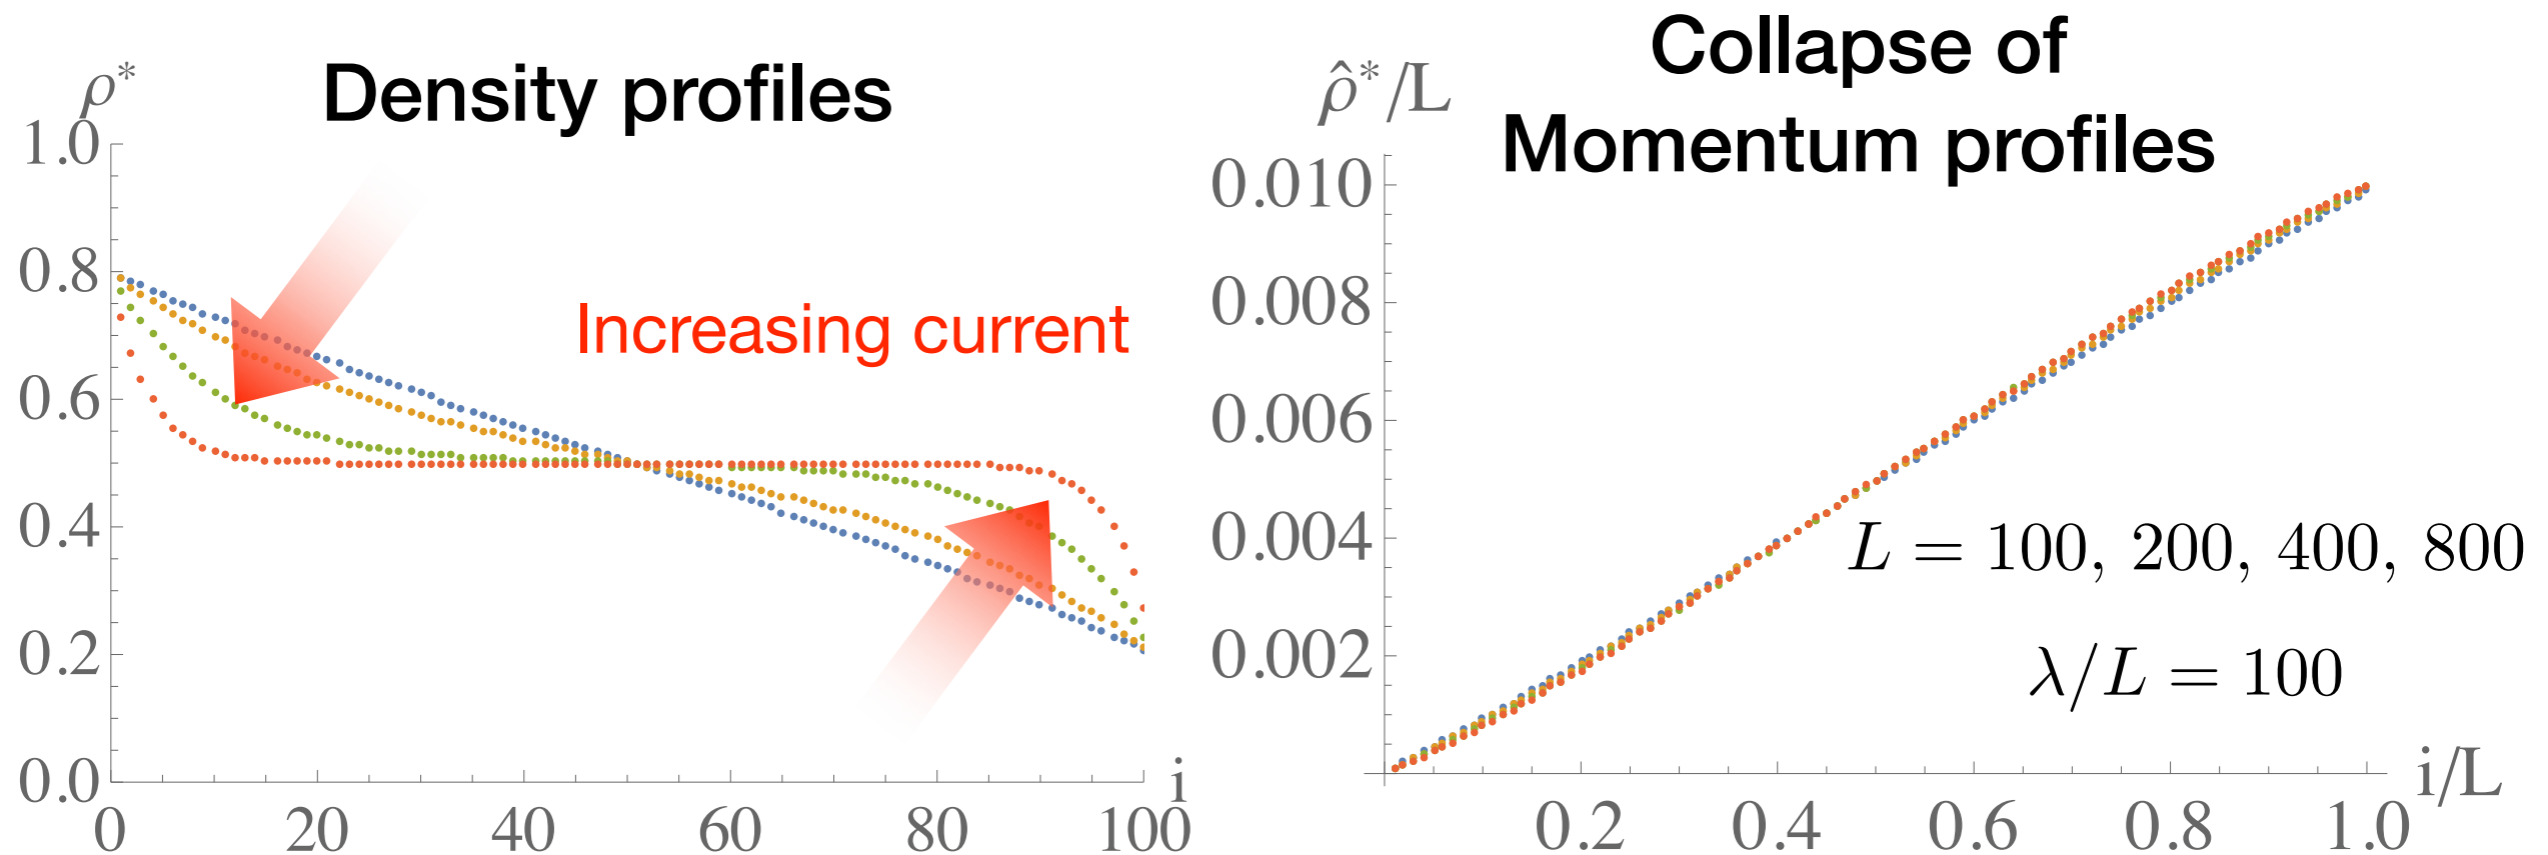 Density profiles
ρ*
1.0
0.8
0.6
0.4
0.2
0.0
Increasing current
0 20 40 60 80 100
i
Collapse of
Momentum profiles
ρ̂*/L
0.010
0.008
0.006
0.004
0.002
L = 100, 200, 400, 800
λ/L = 100
0.2 0.4 0.6 0.8 1.0
i/L